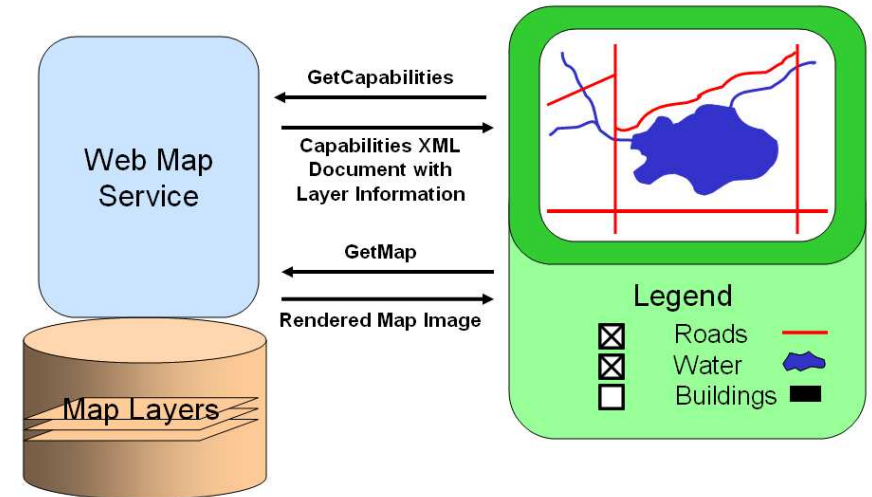 Web Map
Service
Map Layers
GetCapabilities
Capabilities XML
Document with
Layer Information
GetMap
Rendered Map Image
Legend
Roads
Water
Buildings